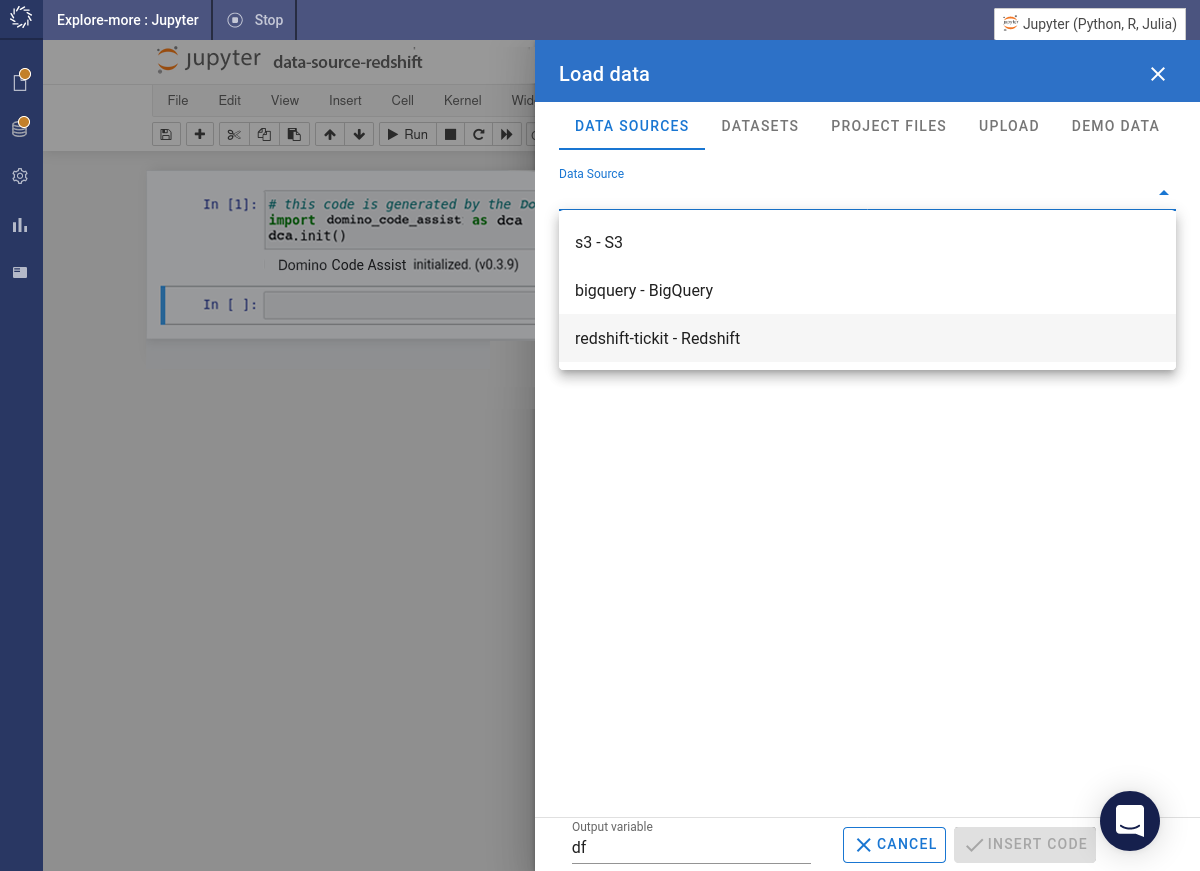 Explore-more : Jupyter
Stop
Jupyter (Python, R, Julia)
jupyter data-source-redshift
File Edit View Insert Cell Kernel Wid
Run
In [1]:
# this code is generated by the Do
import domino_code_assist as dca
dca.init()
Domino Code Assist initialized. (v0.3.9)
In [ ]:
Load data
DATA SOURCES DATASETS PROJECT FILES UPLOAD DEMO DATA
Data Source
s3 - S3
bigquery - BigQuery
redshift-tickit - Redshift
Output variable
df
CANCEL
INSERT CODE